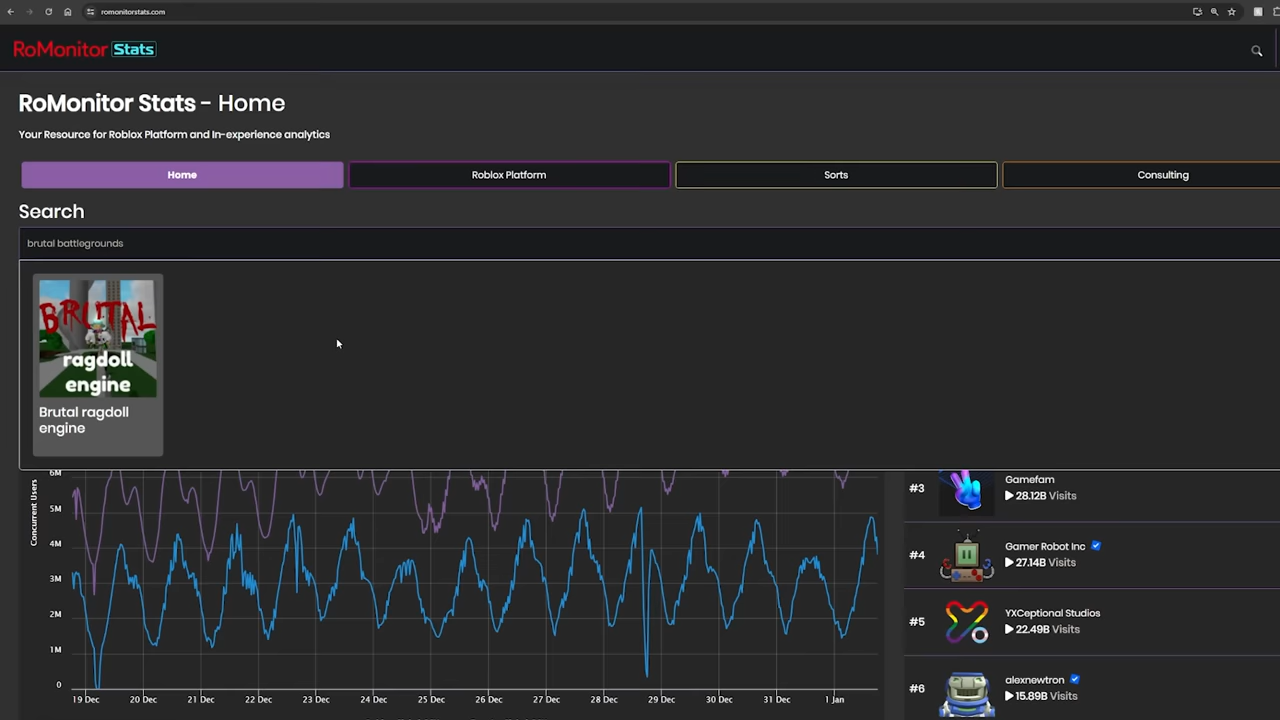 romonitorstats.com
RoMonitor Stats
RoMonitor Stats - Home
Your Resource for Roblox Platform and In-experience analytics
Home
Roblox Platform
Sorts
Consulting
Search
brutal battlegrounds
BRUTAL
ragdoll
engine
Brutal ragdoll
engine
Concurrent Users
6M
5M
4M
3M
2M
1M
0
19 Dec 20 Dec 21 Dec 22 Dec 23 Dec 24 Dec 25 Dec 26 Dec 27 Dec 28 Dec 29 Dec 30 Dec 31 Dec 1 Jan
#3
Gamefam
28.12B Visits
#4
Gamer Robot Inc
27.14B Visits
#5
YXCeptional Studios
22.49B Visits
#6
alexnewtron
15.89B Visits